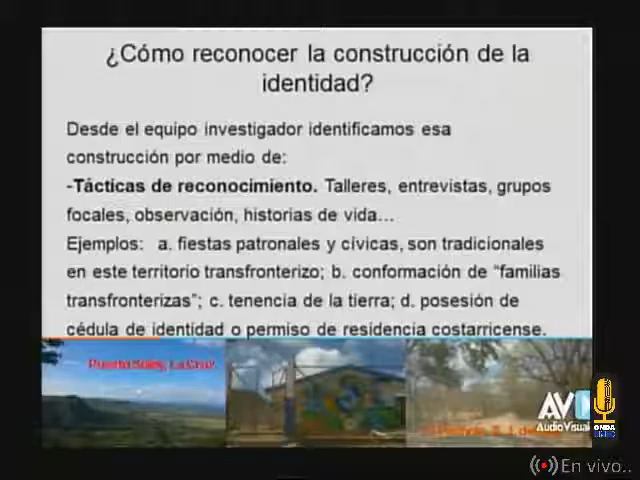 ¿Cómo reconocer la construcción de la
identidad?
Desde el equipo investigador identificamos esa
construcción por medio de:
-Tácticas de reconocimiento. Talleres, entrevistas, grupos
focales, observación, historias de vida...
Ejemplos: a. fiestas patronales y cívicas, son tradicionales
en este territorio transfronterizo; b. conformación de “familias
transfronterizas”; c. tenencia de la tierra; d. posesión de
cédula de identidad o permiso de residencia costarricense.
Puerto Soley, La Cruz.
AV
AudioVisual
ONDA
((•))En vivo..